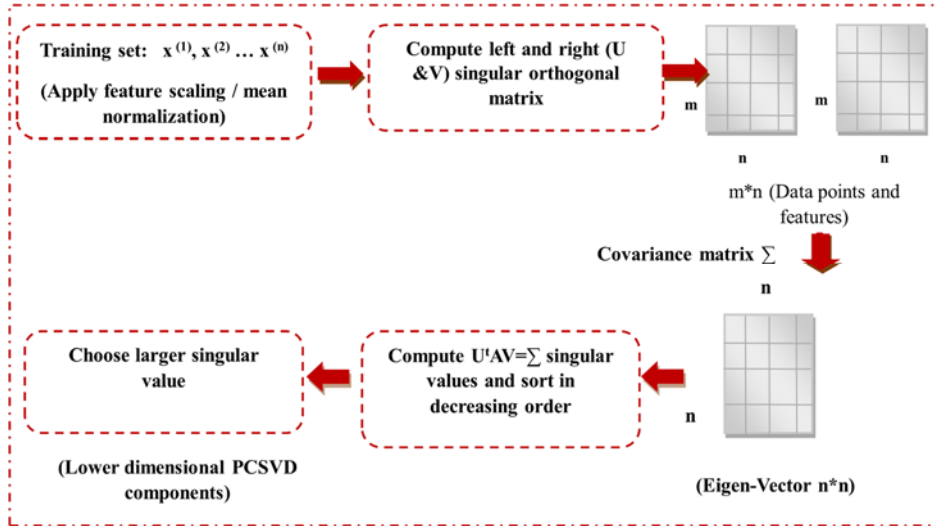 Training set: x (1), x (2) … x (n)
(Apply feature scaling / mean
normalization)
Compute left and right (U
&V) singular orthogonal
matrix
m
m
n
n
m*n (Data points and
features)
Covariance matrix ∑
n
n
(Eigen-Vector n*n)
Compute UᵗAV=∑ singular
values and sort in
decreasing order
Choose larger singular
value
(Lower dimensional PCSVD
components)